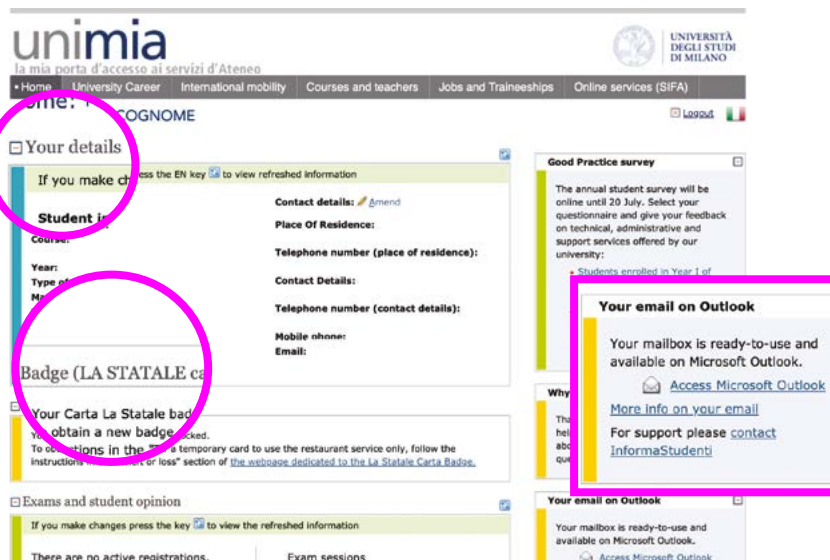 unimia
la mia porta d'accesso ai servizi d'Ateneo
UNIVERSITÀ
DEGLI STUDI
DI MILANO
Home University Career International mobility Courses and teachers Jobs and Traineeships Online services (SIFA)
COGNOME
Logout
Your details
If you make ch
press the EN key to view refreshed information
Student i
Course:
Year:
Type of
Contact details: Amend
Place Of Residence:
Telephone number (place of residence):
Contact Details:
Telephone number (contact details):
Mobile phone:
Email:
Badge (LA STATALE ca
Your Carta La Statale bad
obtain a new badge
To a temporary card to use the restaurant service only, follow the
instructions or loss" section of the webpage dedicated to the La Statale Carta Badge.
Exams and student opinion
If you make changes press the key to view the refreshed information
There are no active registrations.
Exam sessions
Good Practice survey
The annual student survey will be
online until 20 July. Select your
questionnaire and give your feedback
on technical, administrative and
support services offered by our
university:
Students enrolled in Year I of
Why
Your email on Outlook
Your mailbox is ready-to-use and
available on Microsoft Outlook.
Access Microsoft Outlook
More info on your email
For support please contact
InformaStudenti
Your email on Outlook
Your mailbox is ready-to-use and
available on Microsoft Outlook.
Access Microsoft Outlook